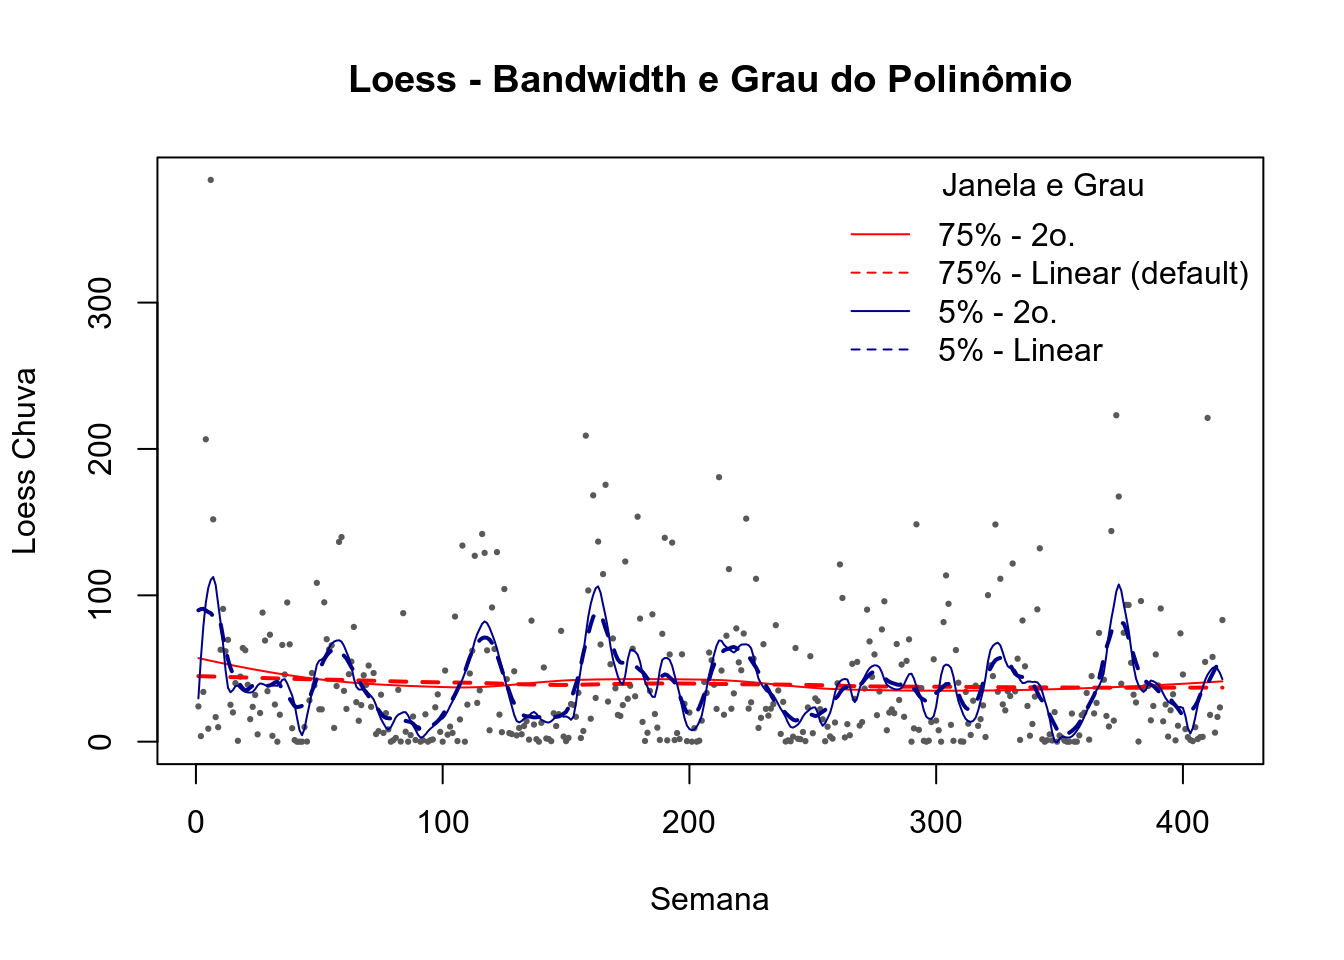 Loess - Bandwidth e Grau do Polinômio
Janela e Grau
75% - 2o.
75% - Linear (default)
5% - 2o.
5% - Linear
Loess Chuva
300
200
100
0
0 100 200 300 400
Semana